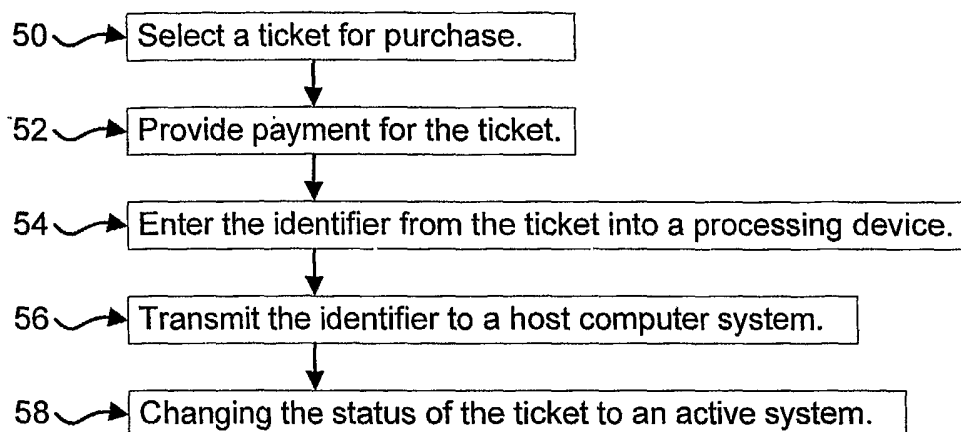 50 Select a ticket for purchase.
52 Provide payment for the ticket.
54 Enter the identifier from the ticket into a processing device.
56 Transmit the identifier to a host computer system.
58 Changing the status of the ticket to an active system.